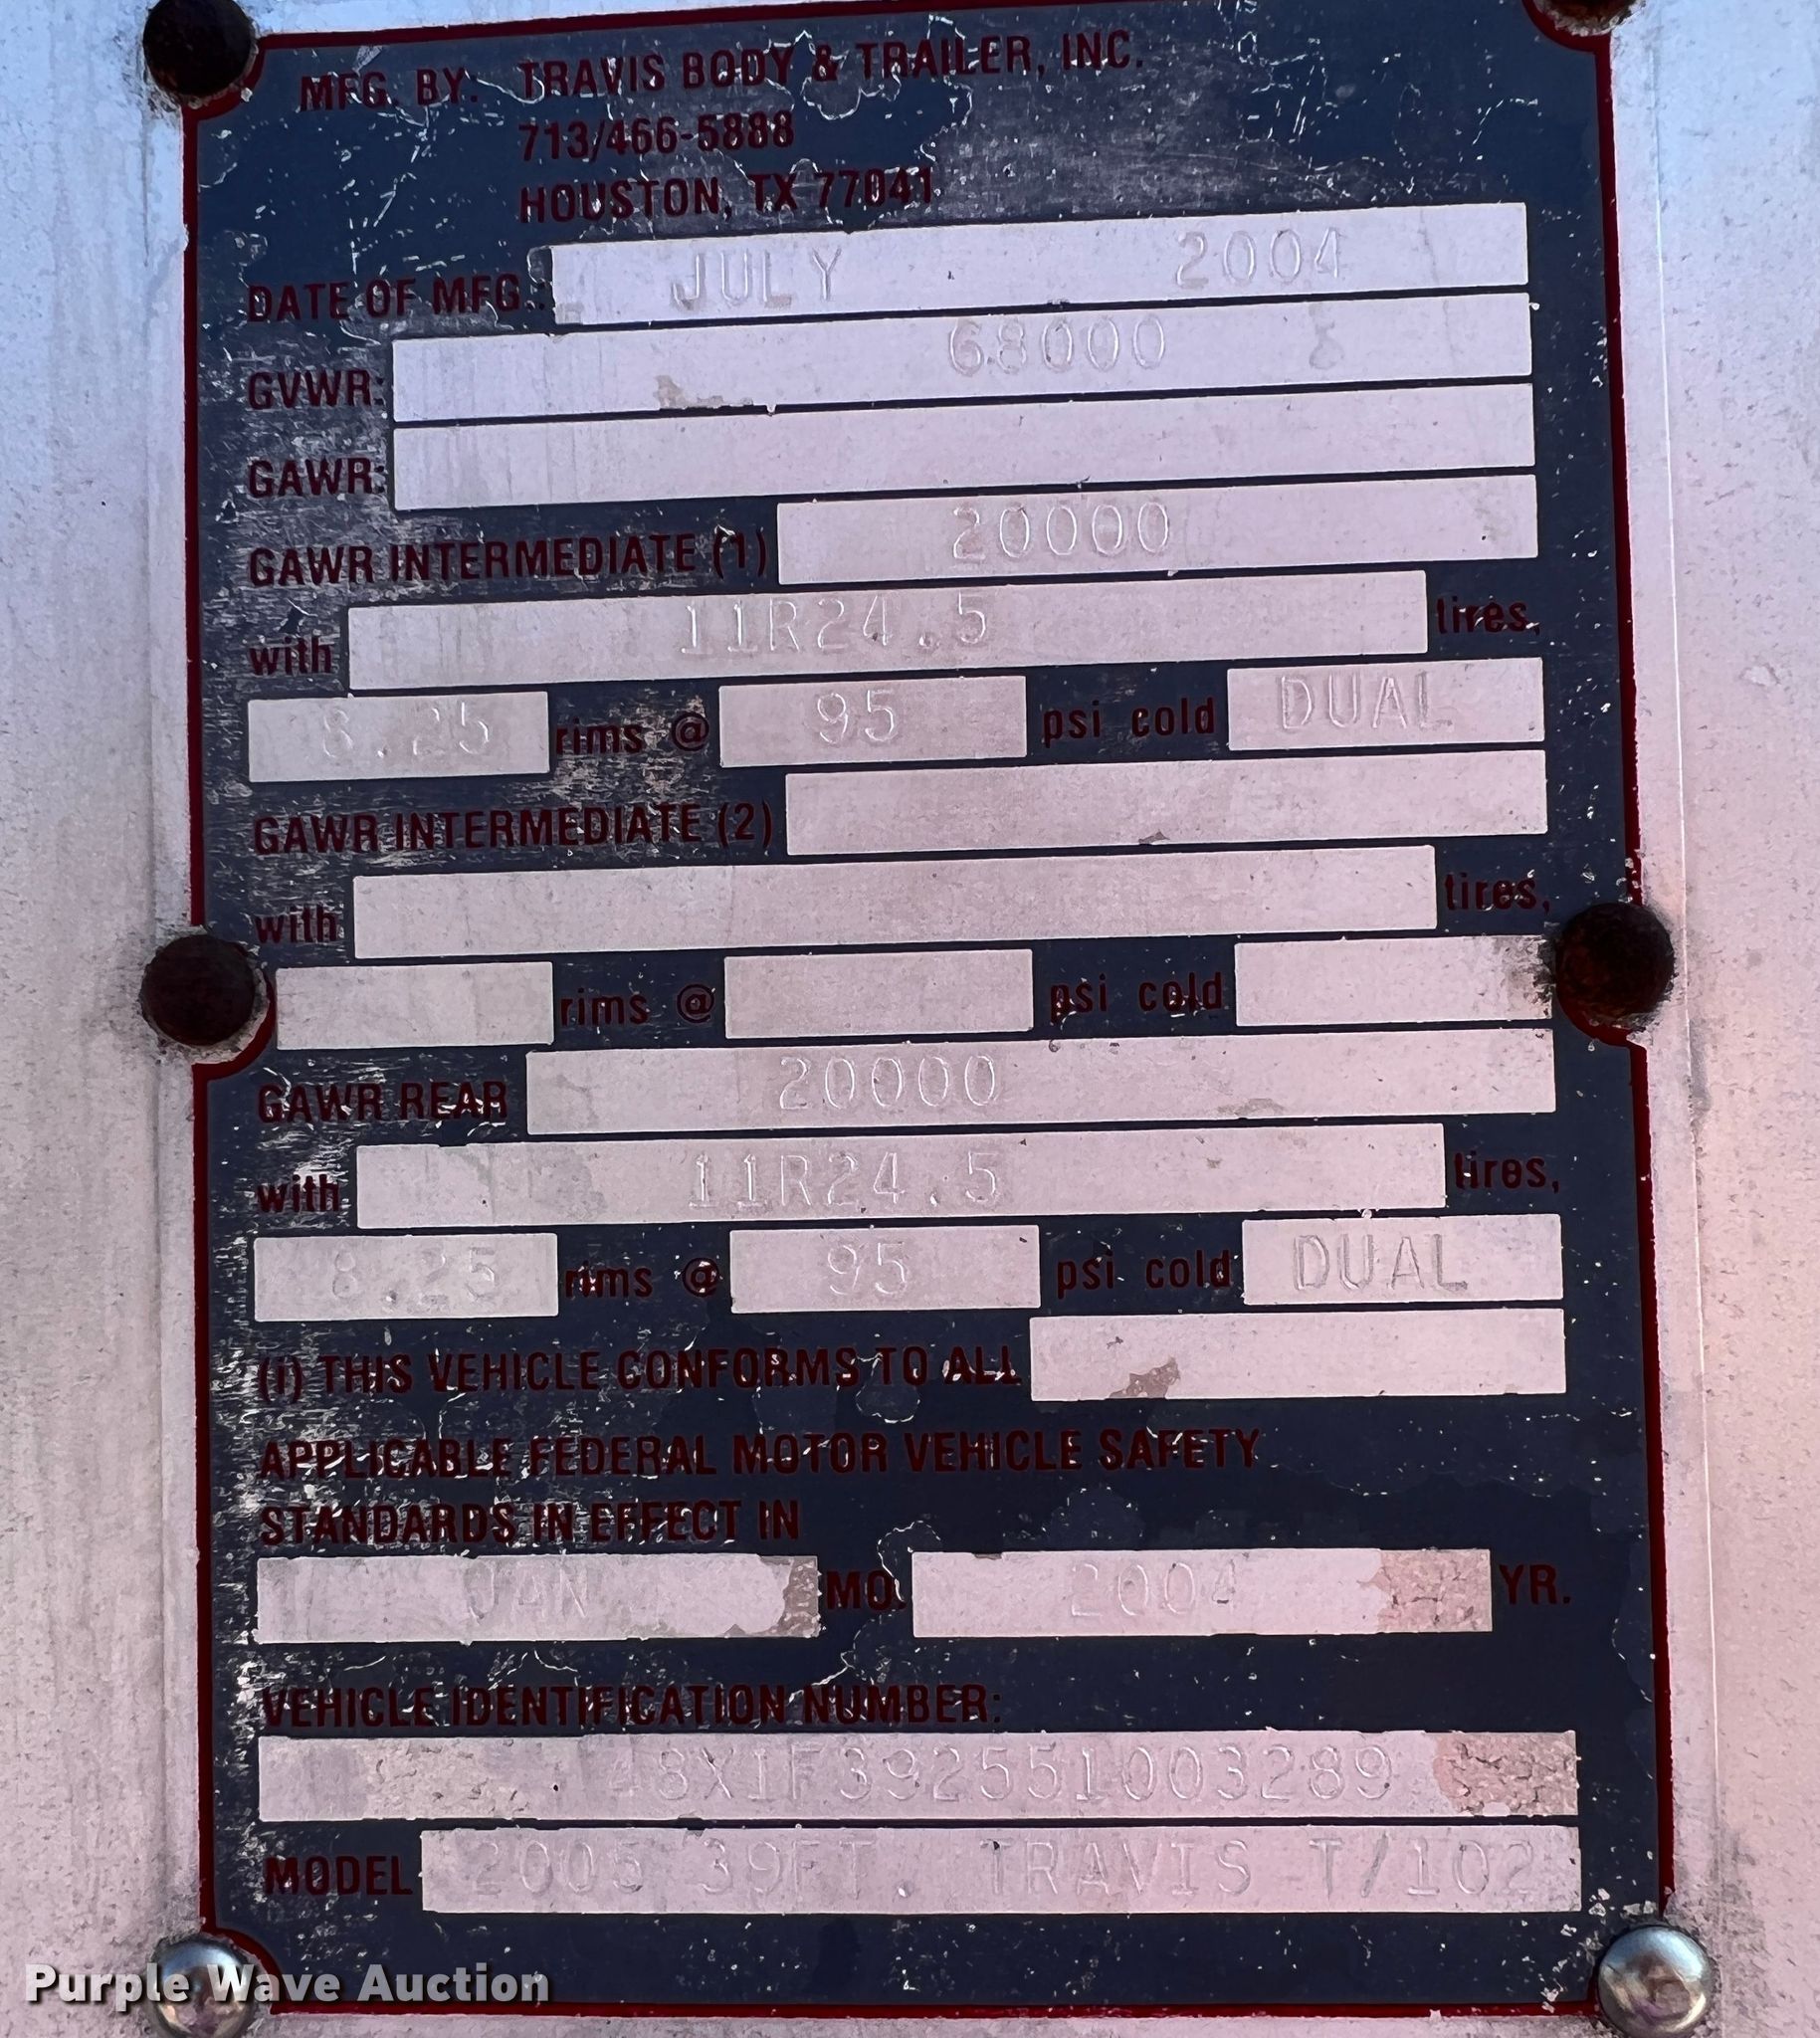 MFG. BY: TRAVIS BODY & TRAILER, INC.
713/466-5888
HOUSTON, TX 77041
DATE OF MFG.: JULY 2004
GVWR: 68000 8
GAWR:
GAWR INTERMEDIATE (1) 20000
with 11R24.5 tires,
8.25 rims @ 95 psi cold DUAL
GAWR INTERMEDIATE (2)
with tires,
rims @ psi cold
GAWR REAR 20000
with 11R24.5 tires,
8.25 rims @ 95 psi cold DUAL
(i) THIS VEHICLE CONFORMS TO ALL
APPLICABLE FEDERAL MOTOR VEHICLE SAFETY
STANDARDS IN EFFECT IN
JAN MO. 2004 YR.
VEHICLE IDENTIFICATION NUMBER:
48X1F392551003289
MODEL 2005 39FT. TRAVIS T/102
Purple Wave Auction